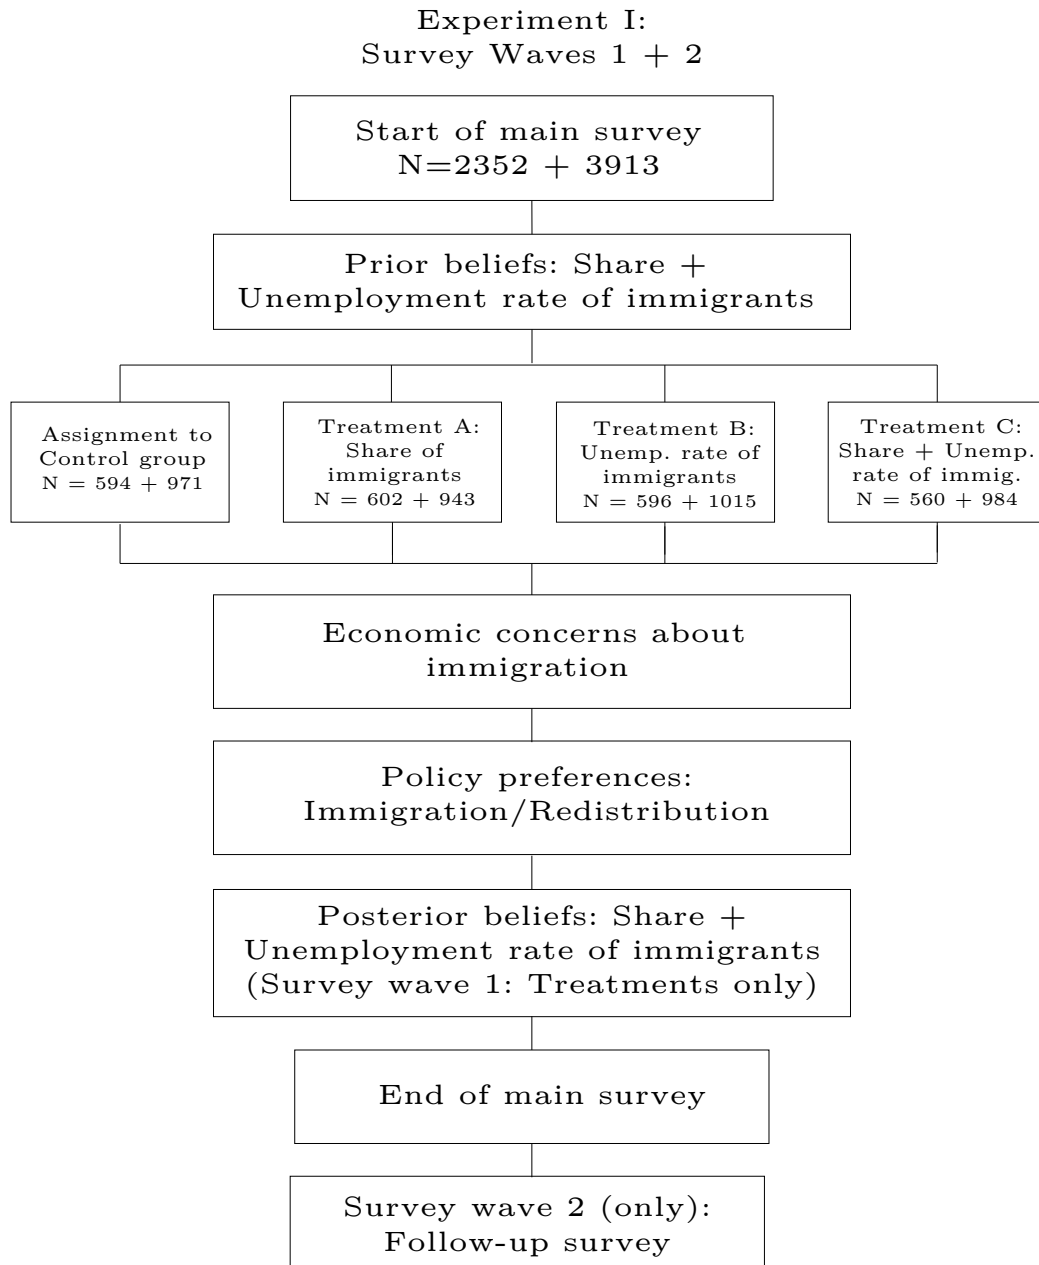 Experiment I:
Survey Waves 1 + 2
Start of main survey
N=2352 + 3913
Prior beliefs: Share +
Unemployment rate of immigrants
Assignment to
Control group
N = 594 + 971
Treatment A:
Share of
immigrants
N = 602 + 943
Treatment B:
Unemp. rate of
immigrants
N = 596 + 1015
Treatment C:
Share + Unemp.
rate of immig.
N = 560 + 984
Economic concerns about
immigration
Policy preferences:
Immigration/Redistribution
Posterior beliefs: Share +
Unemployment rate of immigrants
(Survey wave 1: Treatments only)
End of main survey
Survey wave 2 (only):
Follow-up survey